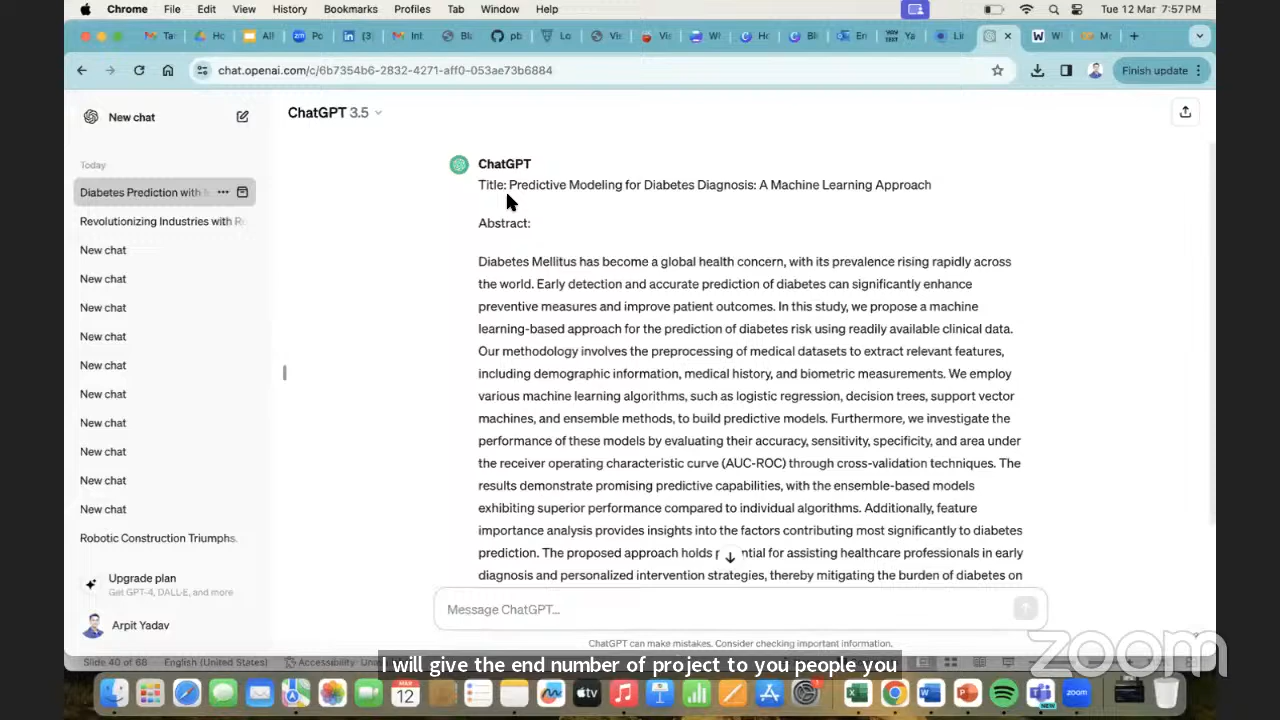 Chrome File Edit View History Bookmarks Profiles Tab Window Help Tue 12 Mar 7:57PM
chat.openai.com/c/6b7354b6-2832-4271-aff0-053ae73b6884 Finish update
New chat
ChatGPT 3.5
Today
Diabetes Prediction with
Revolutionizing Industries with
New chat
New chat
New chat
New chat
New chat
New chat
New chat
New chat
New chat
New chat
Robotic Construction Triumphs.
Upgrade plan
Get GPT-4, DALL·E, and more
Arpit Yadav
ChatGPT
Title: Predictive Modeling for Diabetes Diagnosis: A Machine Learning Approach
Abstract:
Diabetes Mellitus has become a global health concern, with its prevalence rising rapidly across
the world. Early detection and accurate prediction of diabetes can significantly enhance
preventive measures and improve patient outcomes. In this study, we propose a machine
learning-based approach for the prediction of diabetes risk using readily available clinical data.
Our methodology involves the preprocessing of medical datasets to extract relevant features,
including demographic information, medical history, and biometric measurements. We employ
various machine learning algorithms, such as logistic regression, decision trees, support vector
machines, and ensemble methods, to build predictive models. Furthermore, we investigate the
performance of these models by evaluating their accuracy, sensitivity, specificity, and area under
the receiver operating characteristic curve (AUC-ROC) through cross-validation techniques. The
results demonstrate promising predictive capabilities, with the ensemble-based models
exhibiting superior performance compared to individual algorithms. Additionally, feature
importance analysis provides insights into the factors contributing most significantly to diabetes
prediction. The proposed approach holds for assisting healthcare professionals in early
diagnosis and personalized intervention strategies, thereby mitigating the burden of diabetes on
Message ChatGPT...
ChatGPT can make mistakes. Consider checking important information.
zoom
Slide 40 of 68 English (United States) Accessibility
I will give the end number of project to you people you
MAR
12
tv
NEW
zoom